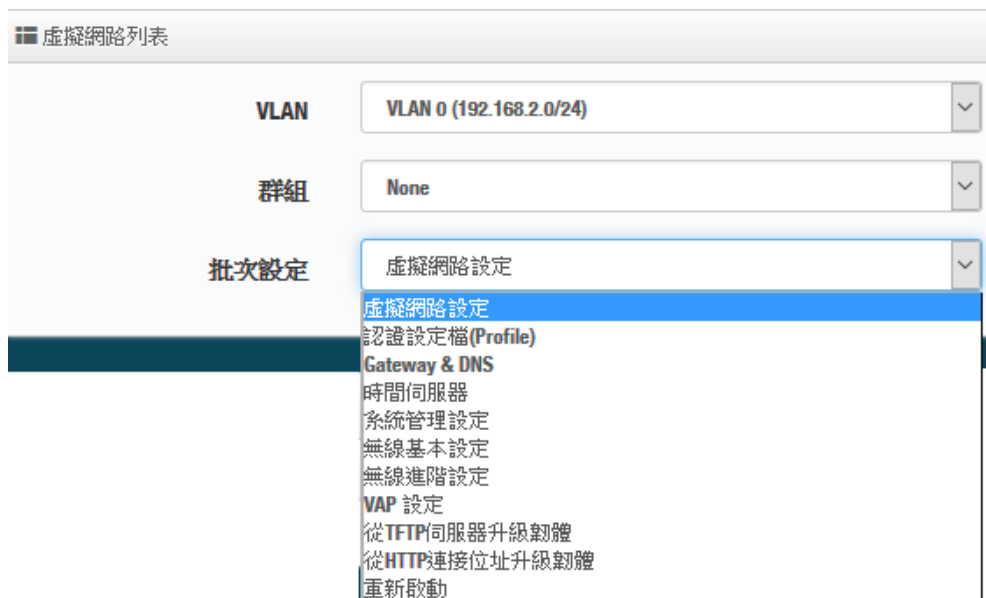 虛擬網路列表
VLAN
VLAN 0 (192.168.2.0/24)
群組
None
批次設定
虛擬網路設定
虛擬網路設定
認證設定檔(Profile)
Gateway & DNS
時間伺服器
系統管理設定
無線基本設定
無線進階設定
VAP 設定
從TFTP伺服器升級韌體
從HTTP連接位址升級韌體
重新啟動